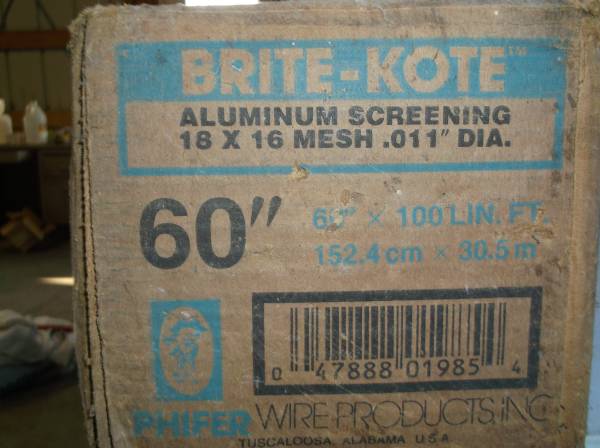 BRITE-KOTE™
ALUMINUM SCREENING
18 X 16 MESH .011" DIA.
60"
60" × 100 LIN. FT.
152.4 cm × 30.5 m
0 47888 01985 4
PHIFER WIRE PRODUCTS, INC.
TUSCALOOSA, ALABAMA U.S.A.